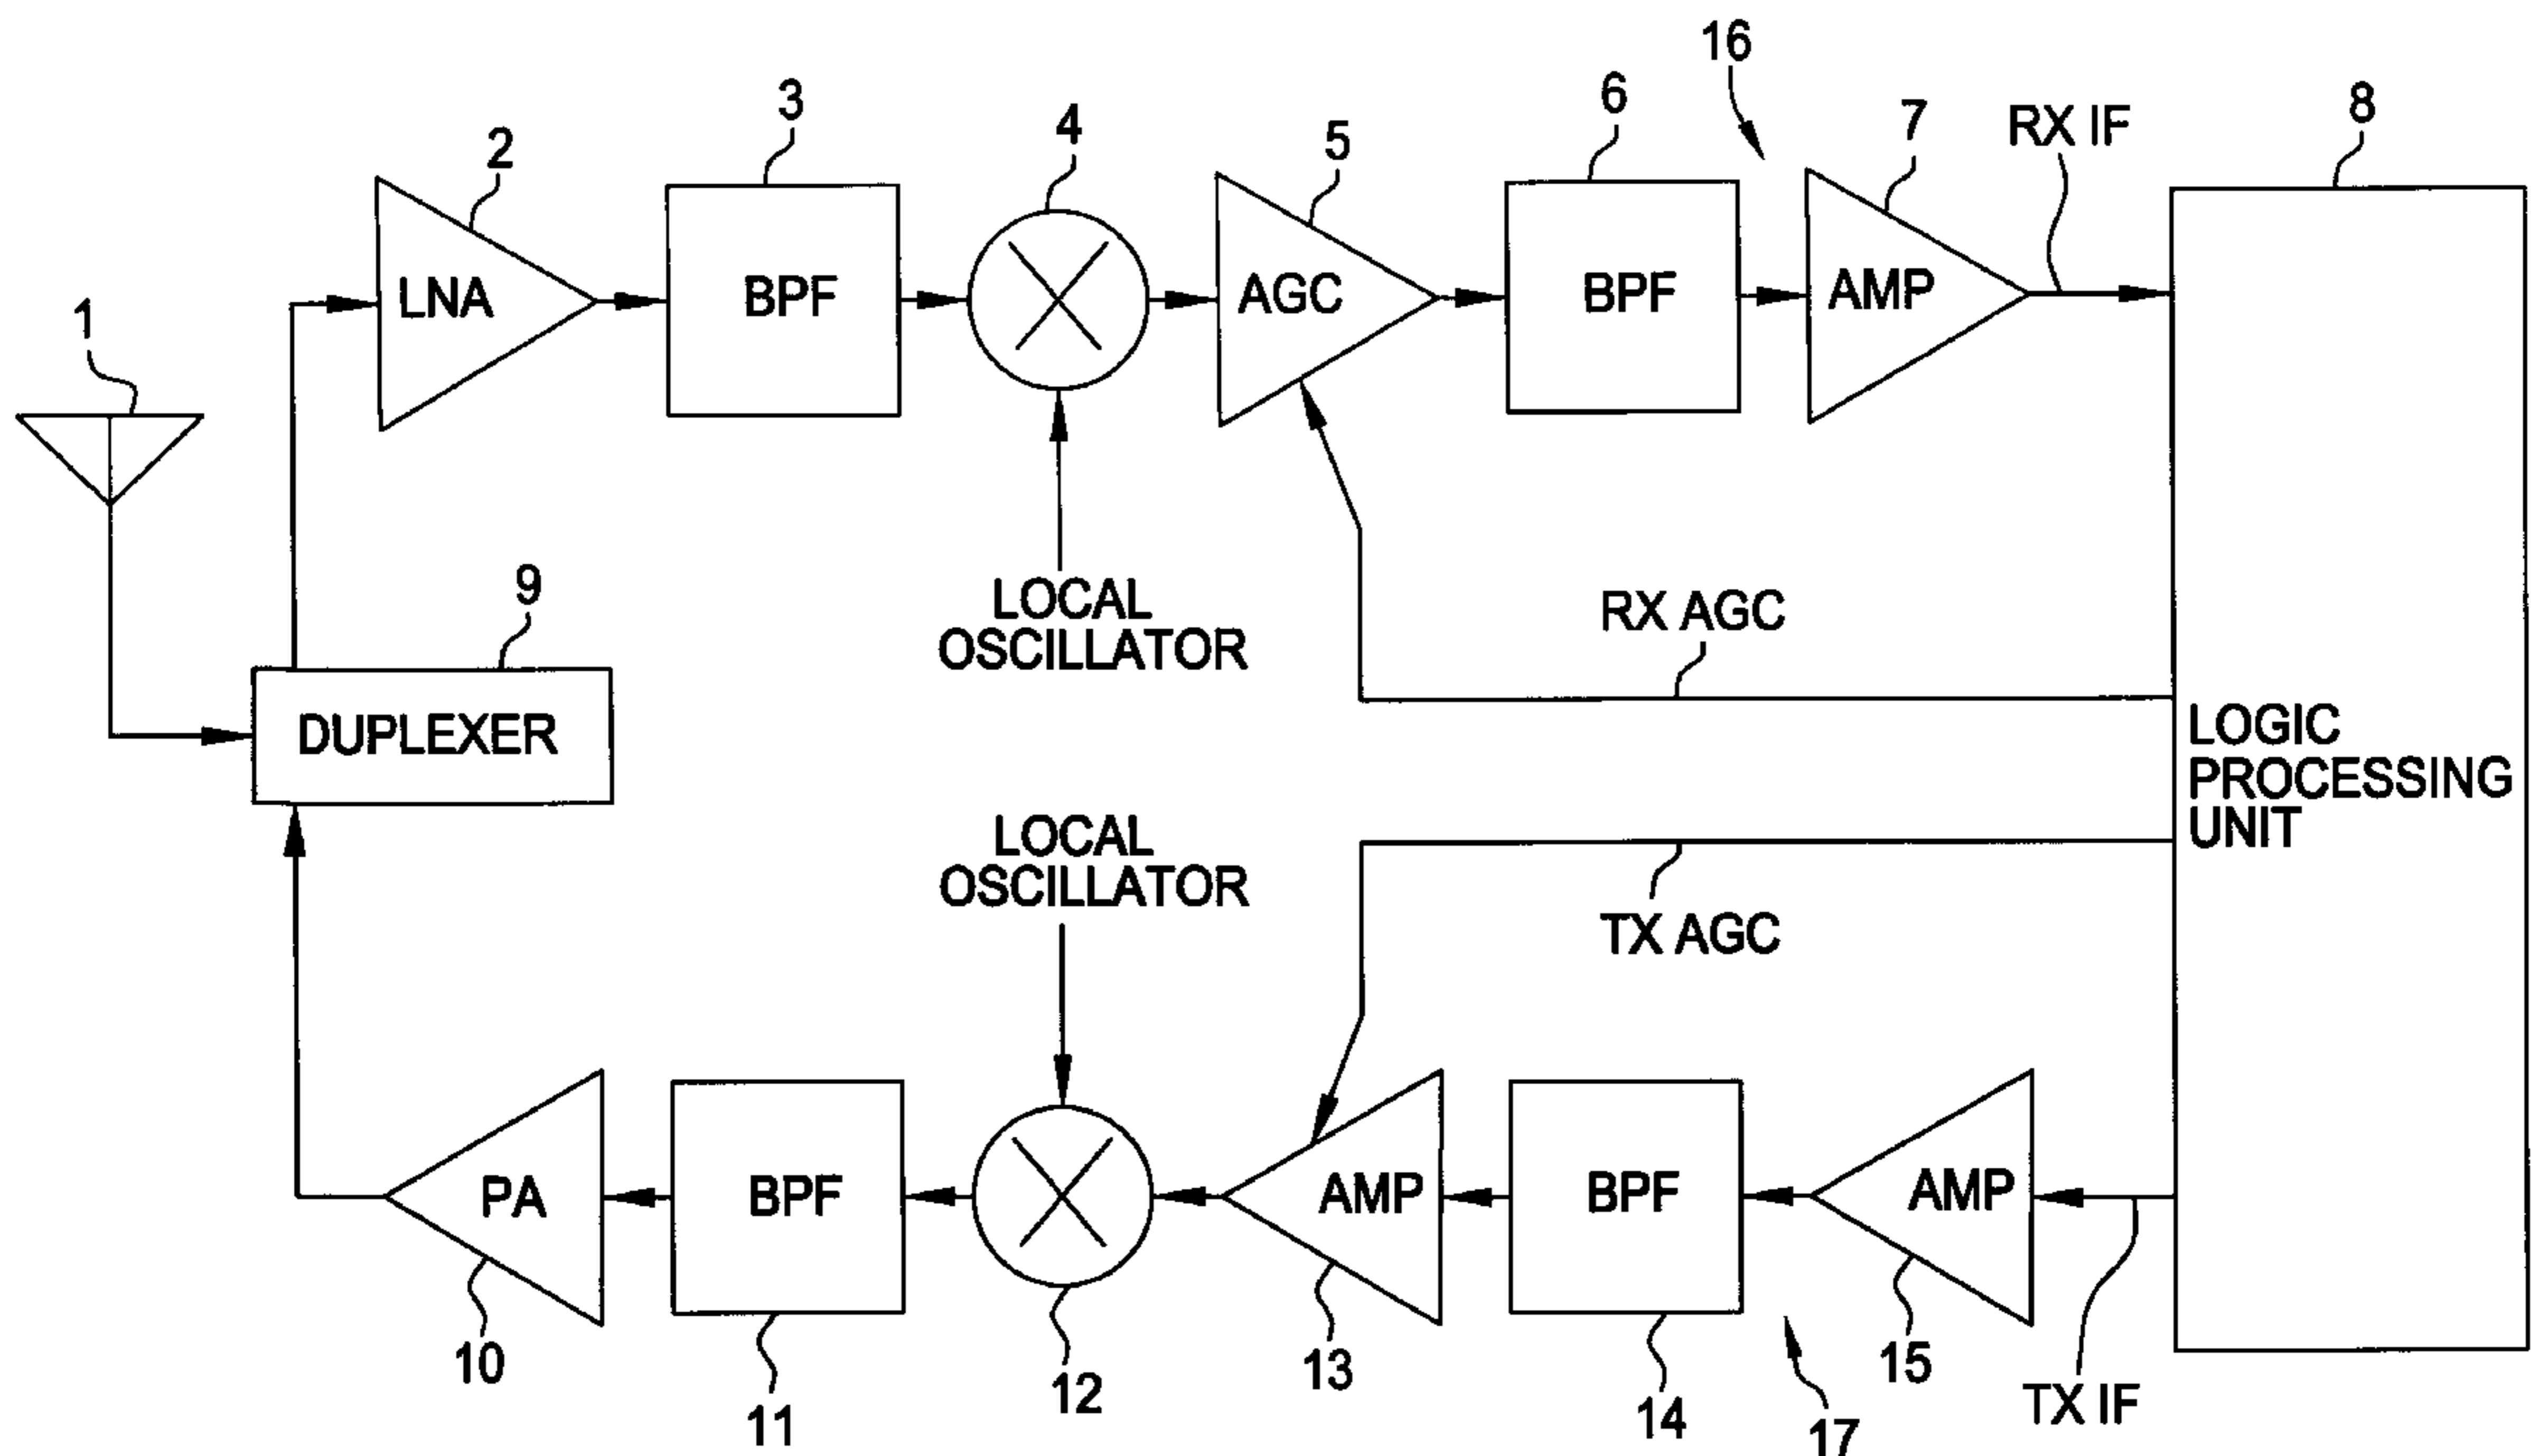 16
3
6
8
4
7
RX IF
2
5
LNA
BPF
AGC
BPF
AMP
1
9
LOCAL
OSCILLATOR
RX AGC
DUPLEXER
LOGIC
PROCESSING
UNIT
LOCAL
OSCILLATOR
TX AGC
PA
BPF
AMP
BPF
AMP
10
11
12
13
14
15
TX IF
17